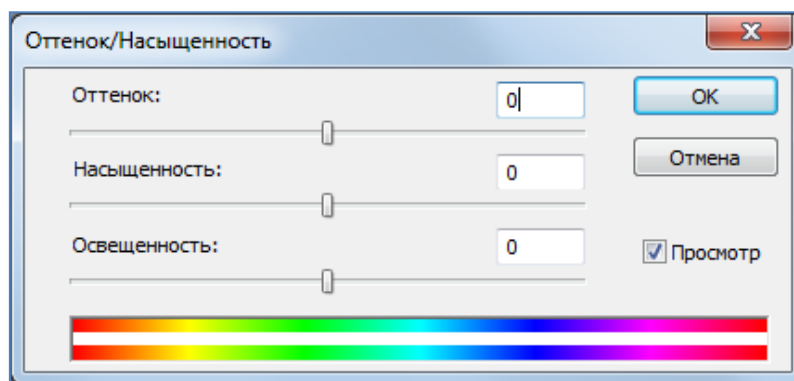 Оттенок/Насыщенность
Оттенок: 0 OK
Насыщенность: 0 Отмена
Освещенность: 0 Просмотр